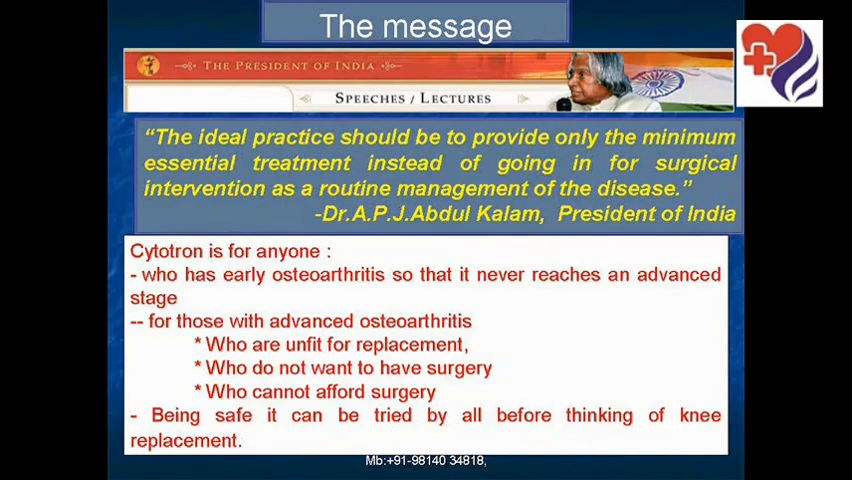 The message
THE PRESIDENT OF INDIA
SPEECHES / LECTURES
“The ideal practice should be to provide only the minimum
essential treatment instead of going in for surgical
intervention as a routine management of the disease.”
-Dr.A.P.J.Abdul Kalam, President of India
Cytotron is for anyone :
- who has early osteoarthritis so that it never reaches an advanced
stage
-- for those with advanced osteoarthritis
* Who are unfit for replacement,
* Who do not want to have surgery
* Who cannot afford surgery
- Being safe it can be tried by all before thinking of knee
replacement.
Mb:+91-98140 34818,